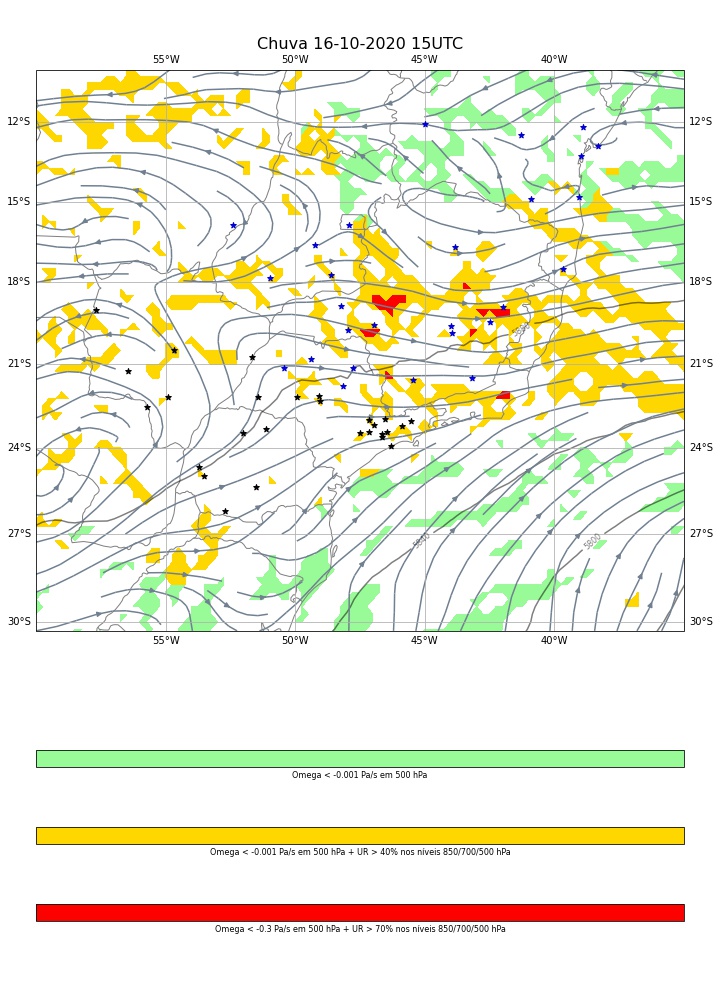 Chuva 16-10-2020 15UTC
55°W 50°W 45°W 40°W
12°S 12°S
15°S 15°S
18°S 18°S
21°S 21°S
24°S 24°S
27°S 27°S
5840 5800
30°S 30°S
55°W 50°W 45°W 40°W
Omega < -0.001 Pa/s em 500 hPa
Omega < -0.001 Pa/s em 500 hPa + UR > 40% nos níveis 850/700/500 hPa
Omega < -0.3 Pa/s em 500 hPa + UR > 70% nos níveis 850/700/500 hPa